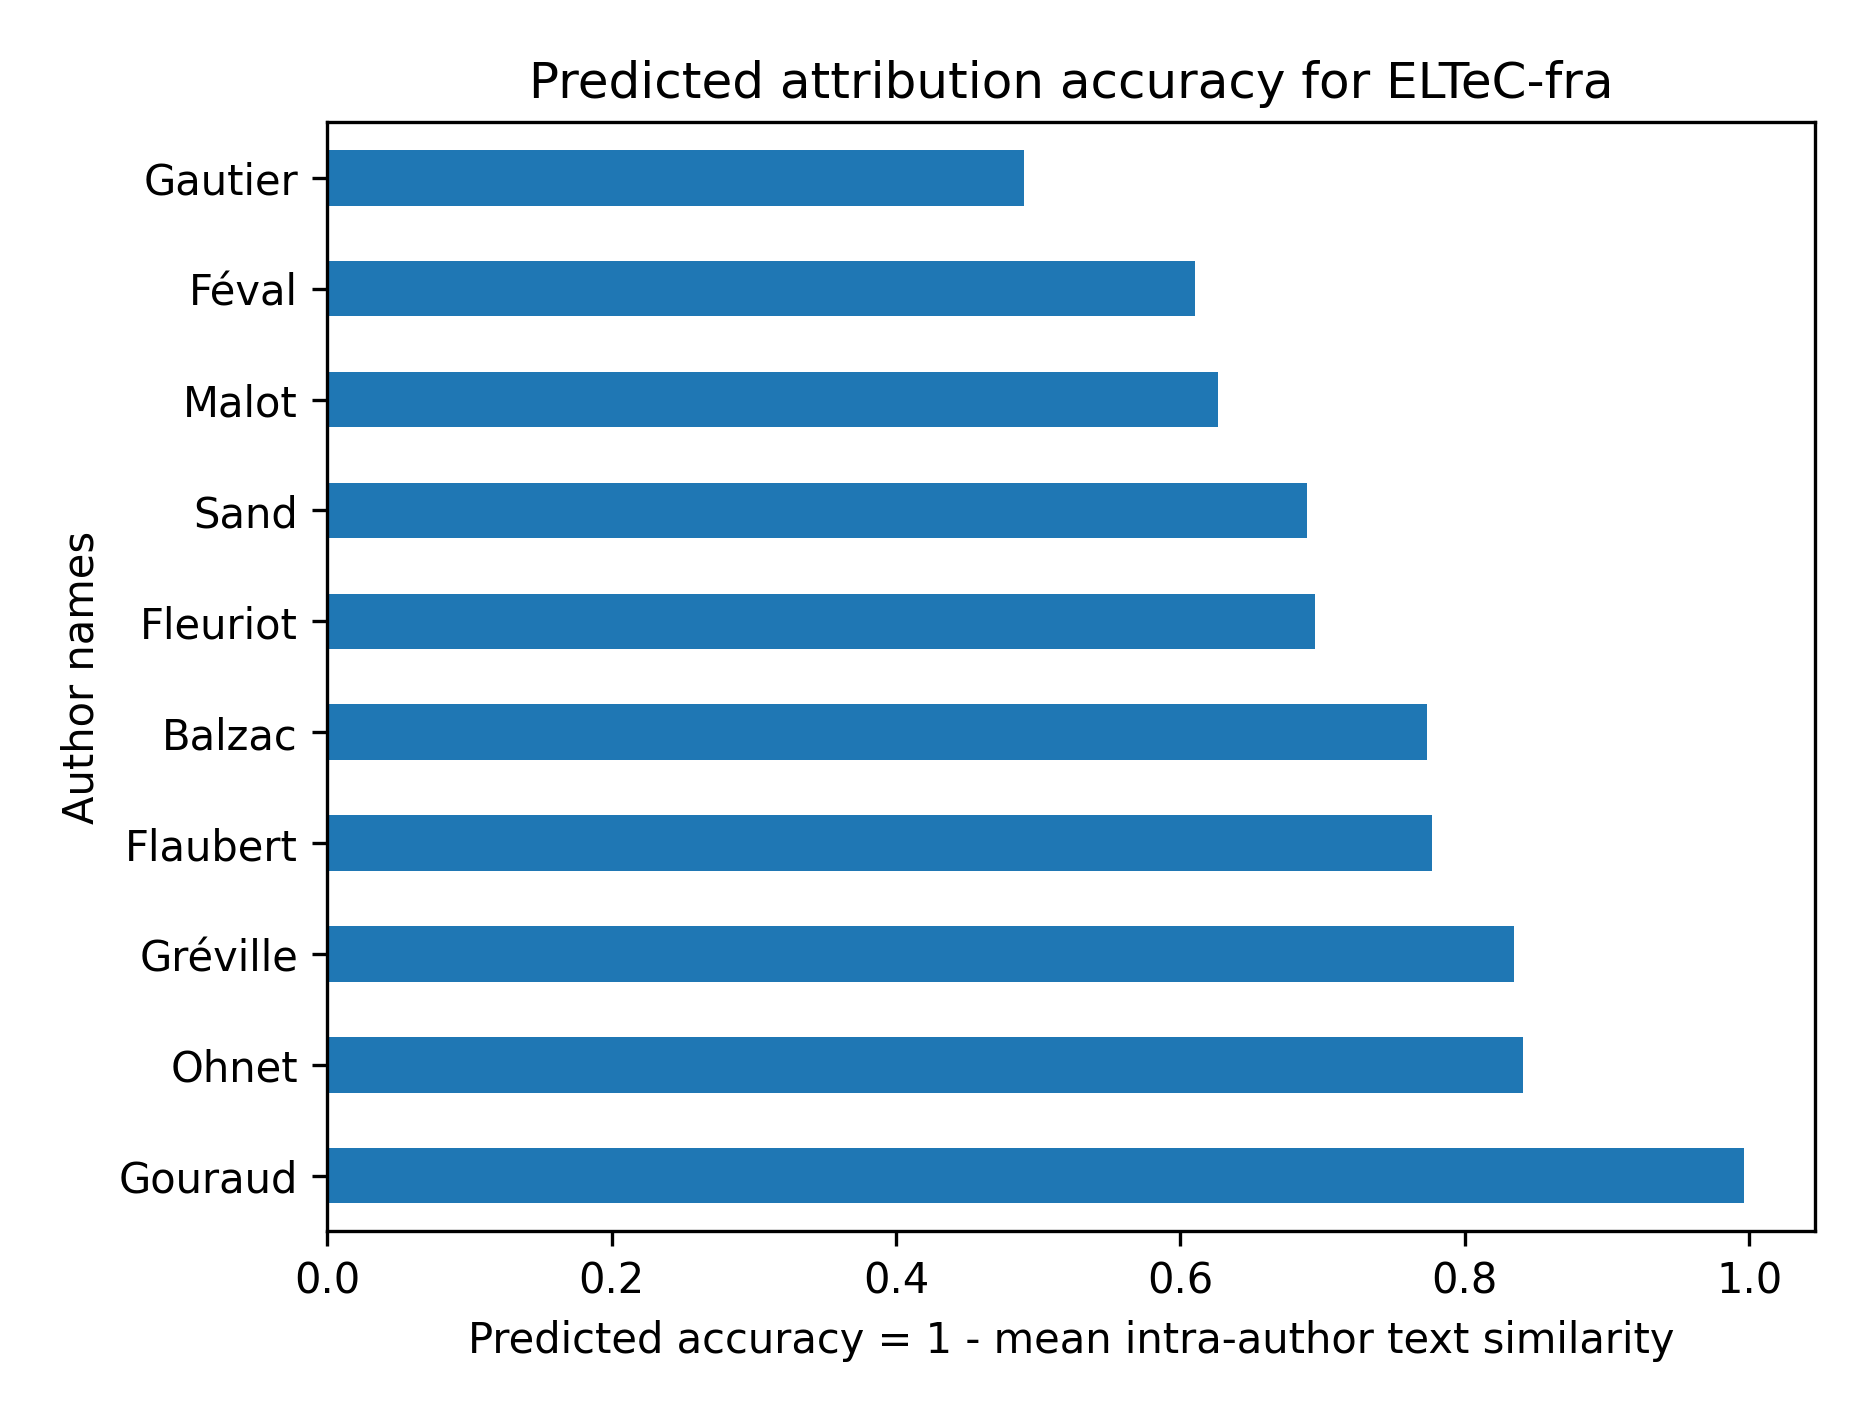 Predicted attribution accuracy for ELTeC-fra
Author names
Gautier
Féval
Malot
Sand
Fleuriot
Balzac
Flaubert
Gréville
Ohnet
Gouraud
0.0 0.2 0.4 0.6 0.8 1.0
Predicted accuracy = 1 - mean intra-author text similarity